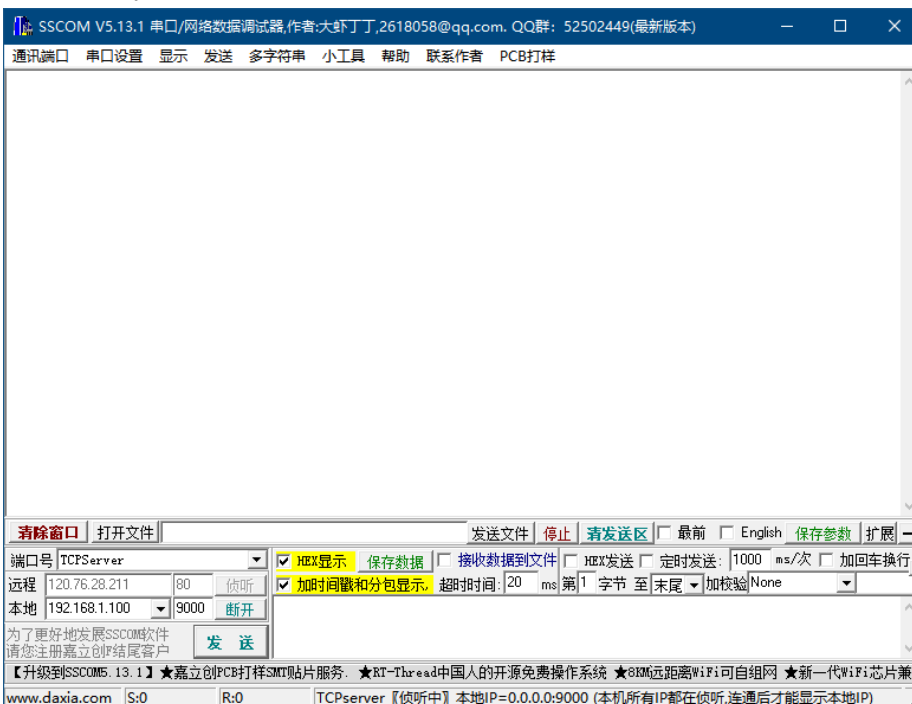 SSCOM V5.13.1 串口/网络数据调试器,作者:大虾丁丁,2618058@qq.com. QQ群: 52502449(最新版本)
通讯端口 串口设置 显示 发送 多字符串 小工具 帮助 联系作者 PCB打样
清除窗口 打开文件 发送文件 停止 清发送区 最前 English 保存参数 扩展
端口号 TCPServer HEX显示 保存数据 接收数据到文件 HEX发送 定时发送: 1000 ms/次 加回车换行
远程 120.76.28.211 80 侦听 加时间戳和分包显示, 超时时间: 20 ms 第 1 字节 至 末尾 加校验 None
本地 192.168.1.100 9000 断开
为了更好地发展SSCOM软件
请您注册嘉立创F结尾客户
发 送
【升级到SSCOM5.13.1】★嘉立创PCB打样SMT贴片服务. ★RT-Thread中国人的开源免费操作系统 ★8KM远距离WiFi可自组网 ★新一代WiFi芯片兼
www.daxia.com S:0 R:0 TCPserver〖侦听中〗本地IP=0.0.0.0:9000 (本机所有IP都在侦听,连通后才能显示本地IP)